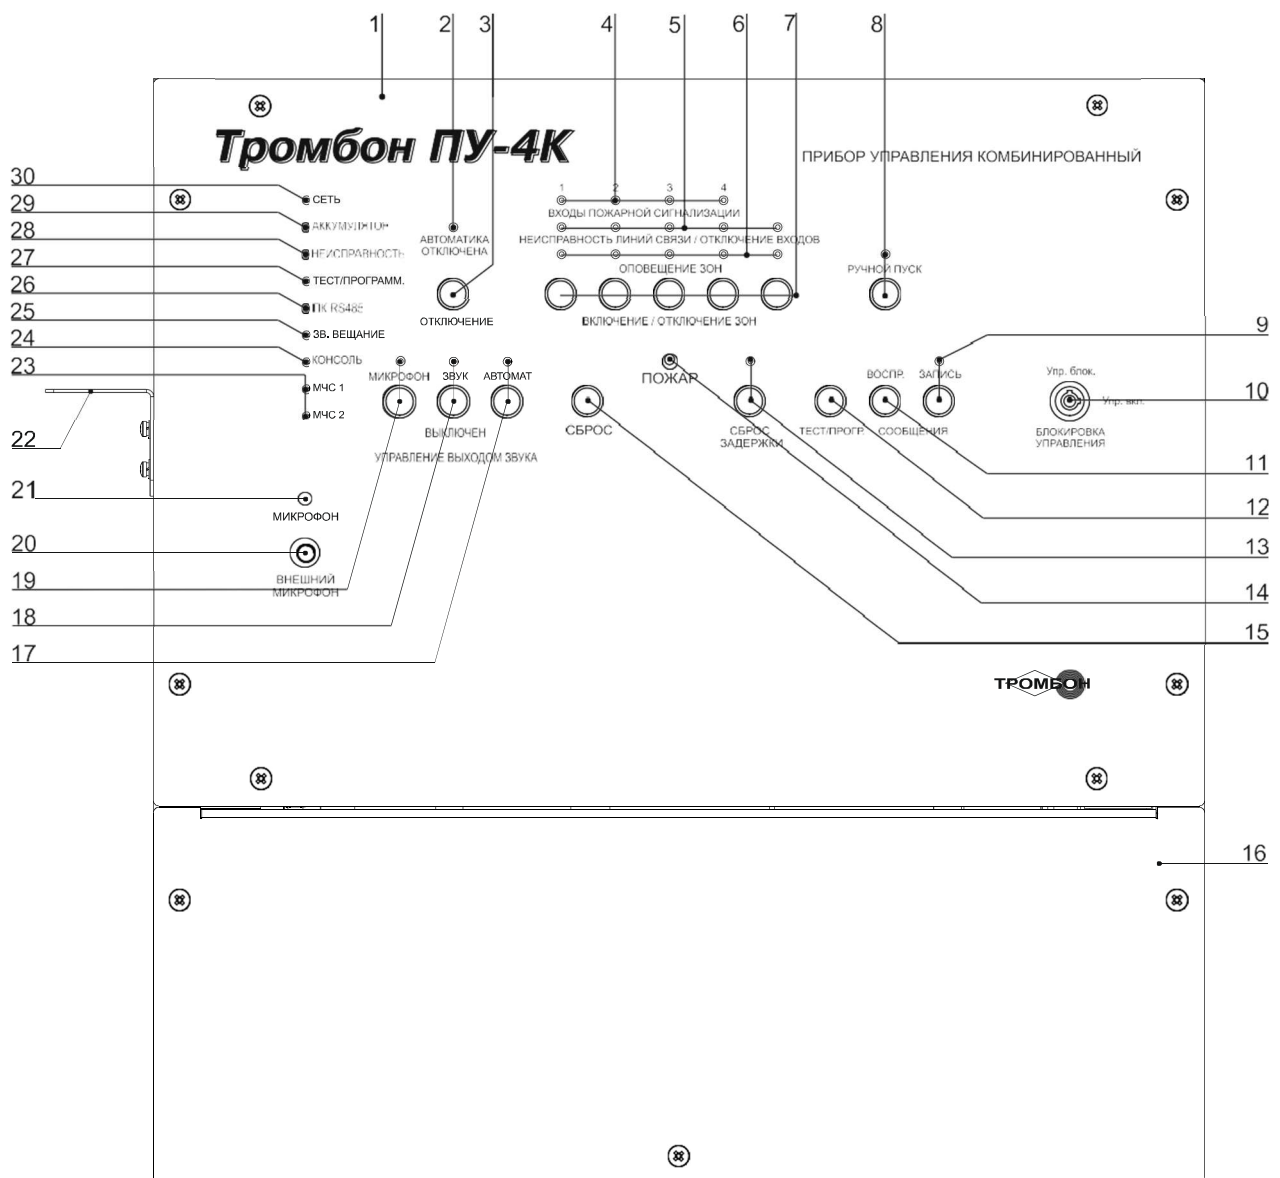 1 2 3 4 5 6 7 8
Тромбон ПУ-4К
ПРИБОР УПРАВЛЕНИЯ КОМБИНИРОВАННЫЙ
30
СЕТЬ
29
АККУМУЛЯТОР
28
НЕИСПРАВНОСТЬ
27
ТЕСТ/ПРОГРАММ.
26
ПК RS485
25
ЗВ. ВЕЩАНИЕ
24
КОНСОЛЬ
23
МЧС 1
МЧС 2
22
АВТОМАТИКА
ОТКЛЮЧЕНА
ОТКЛЮЧЕНИЕ
1 2 3 4
ВХОДЫ ПОЖАРНОЙ СИГНАЛИЗАЦИИ
НЕИСПРАВНОСТЬ ЛИНИЙ СВЯЗИ / ОТКЛЮЧЕНИЕ ВХОДОВ
ОПОВЕЩЕНИЕ ЗОН
ВКЛЮЧЕНИЕ / ОТКЛЮЧЕНИЕ ЗОН
РУЧНОЙ ПУСК
МИКРОФОН ЗВУК АВТОМАТ
ВЫКЛЮЧЕН
УПРАВЛЕНИЕ ВЫХОДОМ ЗВУКА
СБРОС
ПОЖАР
СБРОС
ЗАДЕРЖКИ
ТЕСТ/ПРОГР.
ВОСПР. ЗАПИСЬ
СООБЩЕНИЯ
Упр. блок.
Упр. вкл.
БЛОКИРОВКА
УПРАВЛЕНИЯ
9
10
11
12
13
14
15
21
МИКРОФОН
20
ВНЕШНИЙ
МИКРОФОН
19
18
17
ТРОМБОН
16